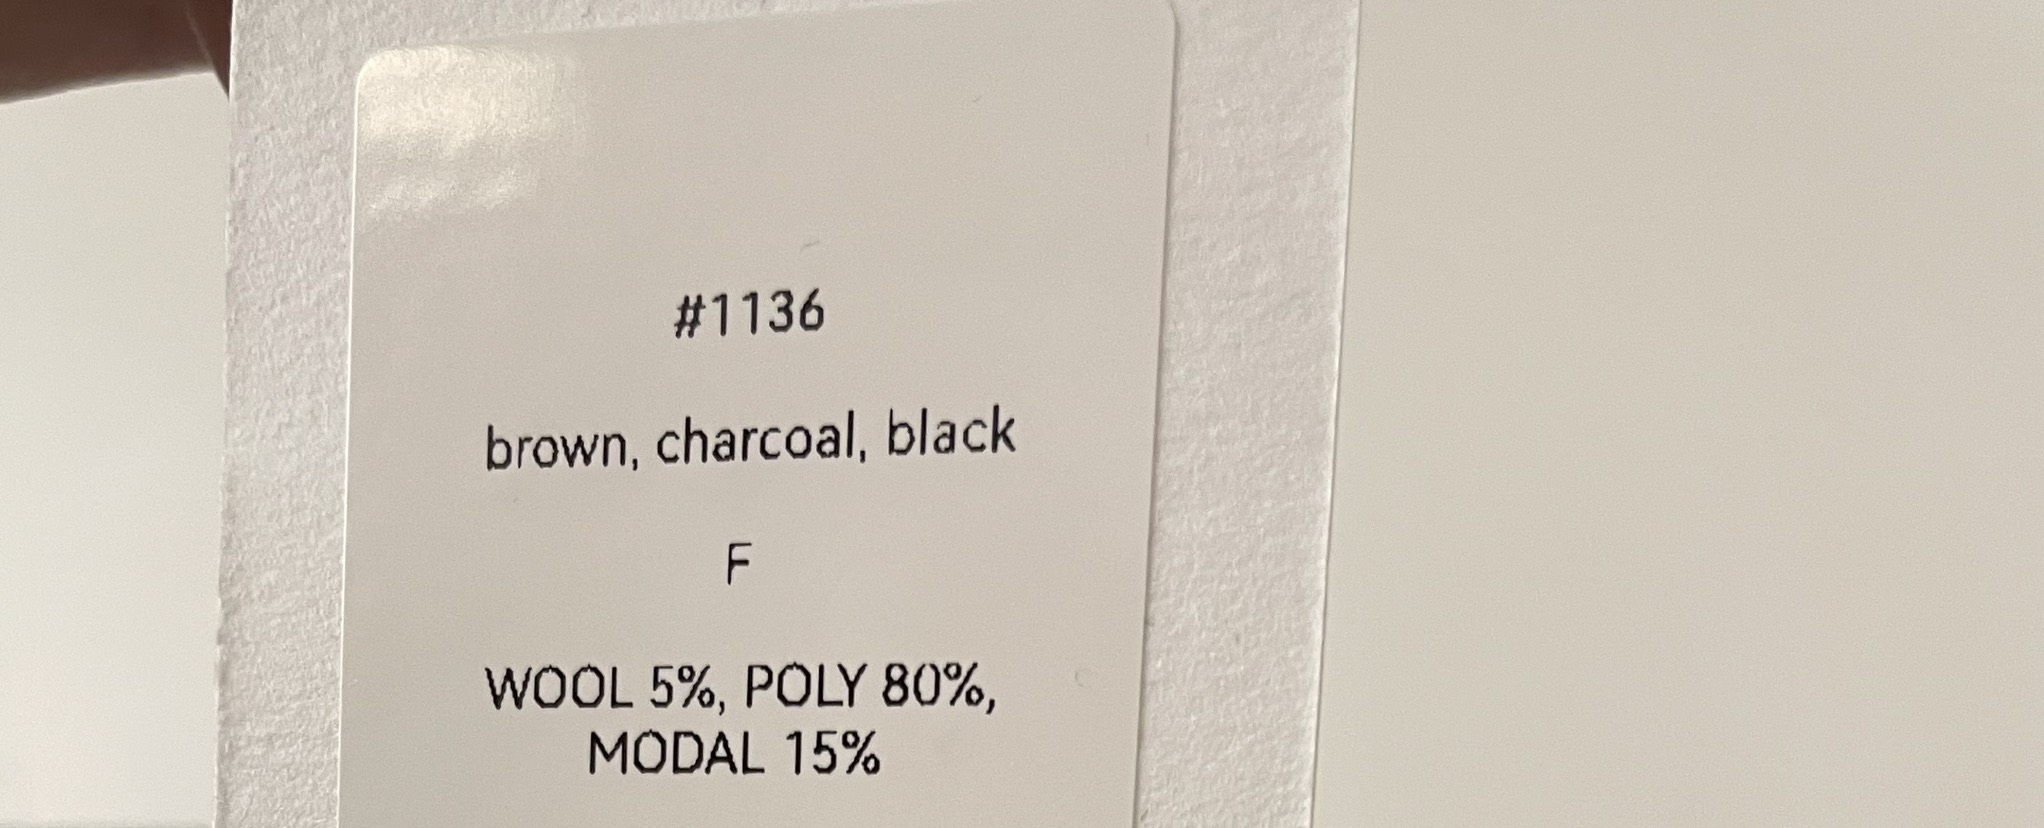 #1136
brown, charcoal, black
F
WOOL 5%, POLY 80%,
MODAL 15%